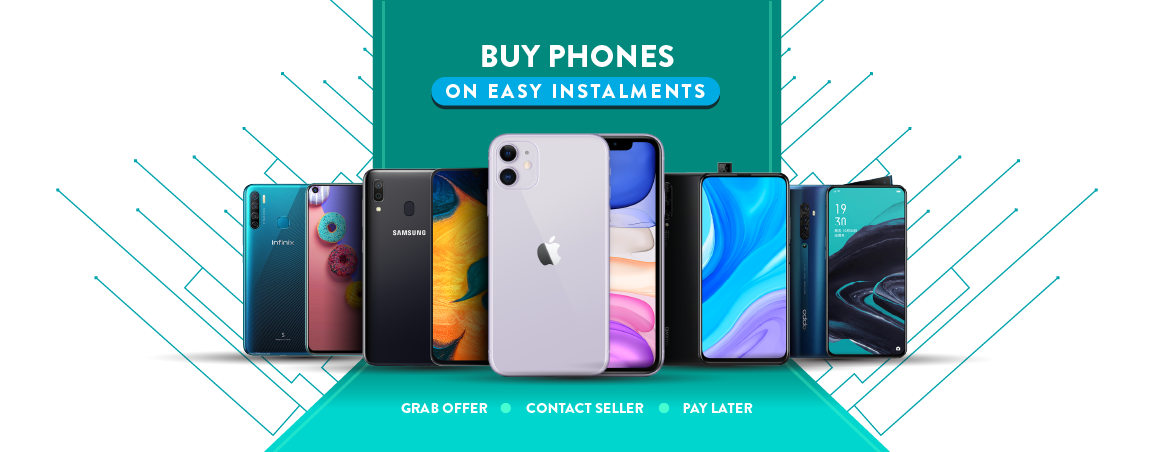 BUY PHONES
ON EASY INSTALMENTS
Infinix
SAMSUNG
19
30
oppo
S
GRAB OFFER
CONTACT SELLER
PAY LATER